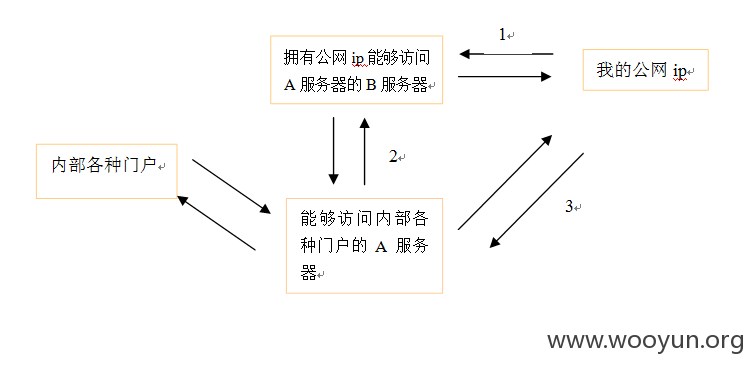 1
拥有公网 ip 能够访问
A 服务器的 B 服务器
我的公网 ip
2
内部各种门户
3
能够访问内部各
种门户的 A 服务
器
www.wooyun.org